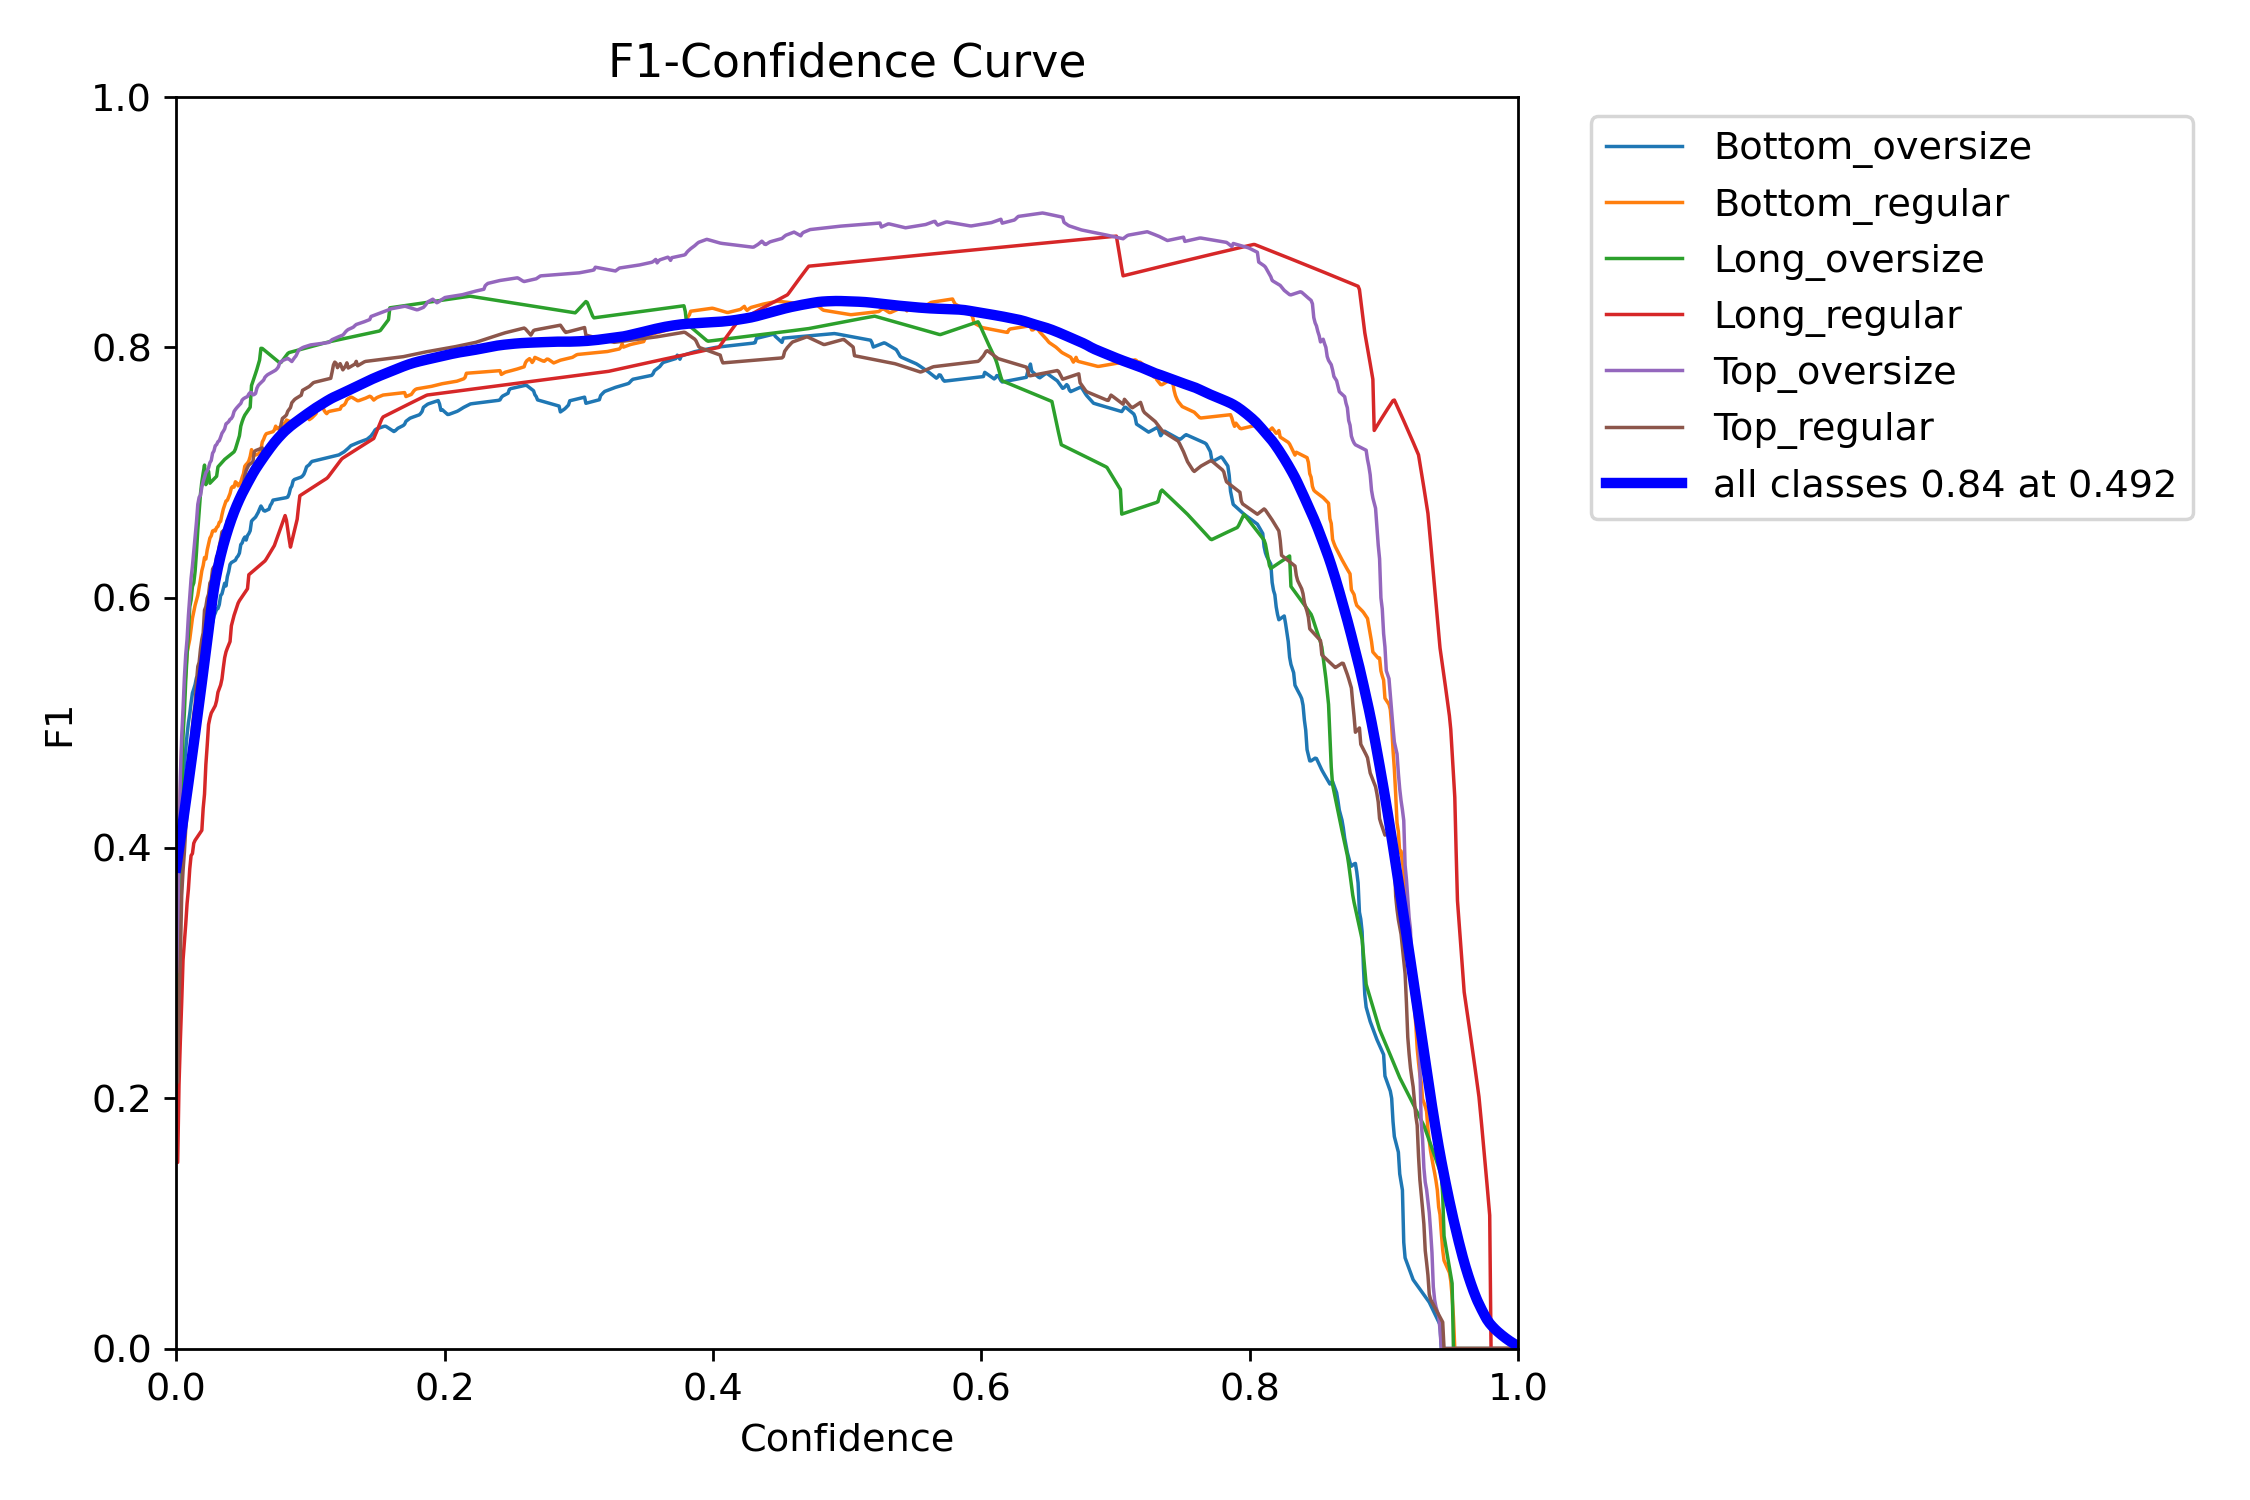 F1-Confidence Curve
1.0
0.8
0.6
0.4
0.2
0.0
F1
0.0 0.2 0.4 0.6 0.8 1.0
Confidence
Bottom_oversize
Bottom_regular
Long_oversize
Long_regular
Top_oversize
Top_regular
all classes 0.84 at 0.492